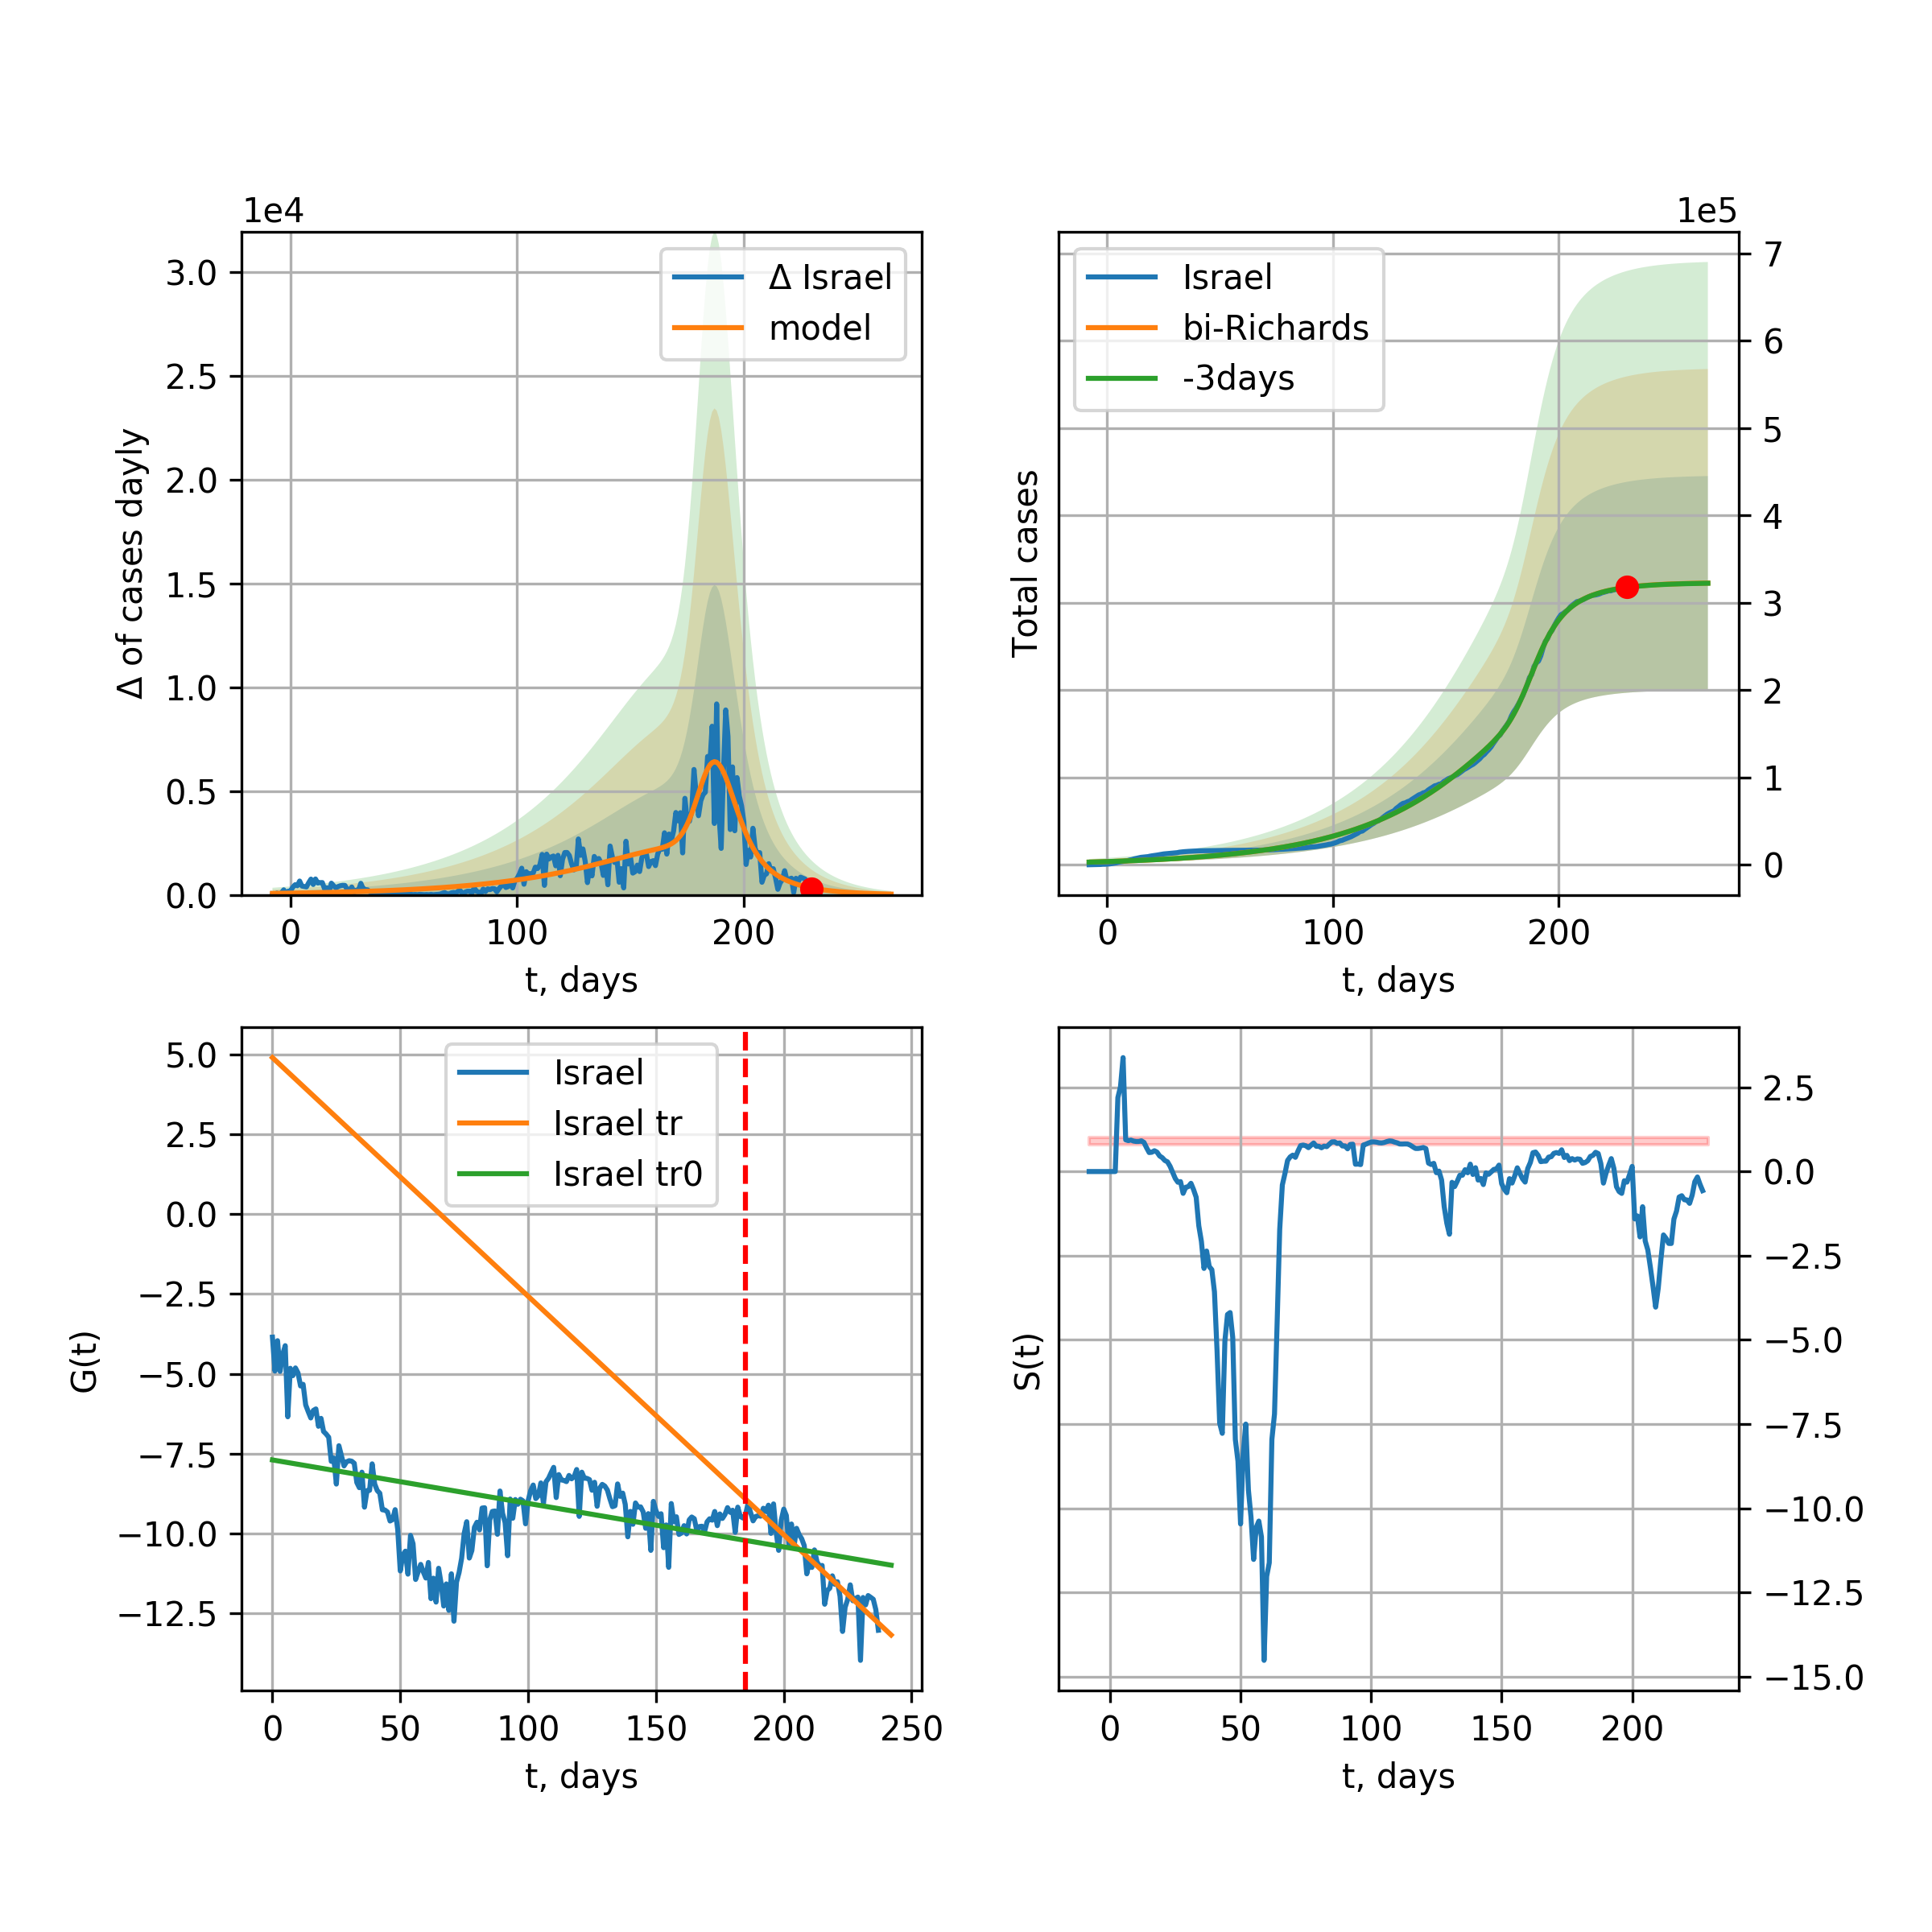 1e4
3.0
2.5
2.0
1.5
1.0
0.5
0.0
Δ of cases dayly
Δ Israel
model
0 100 200
t, days
1e5
7
6
5
4
3
2
1
0
Total cases
Israel
bi-Richards
-3days
0 100 200
t, days
5.0
2.5
0.0
−2.5
−5.0
−7.5
−10.0
−12.5
G(t)
Israel
Israel tr
Israel tr0
0 50 100 150 200 250
t, days
2.5
0.0
−2.5
−5.0
−7.5
−10.0
−12.5
−15.0
S(t)
0 50 100 150 200
t, days